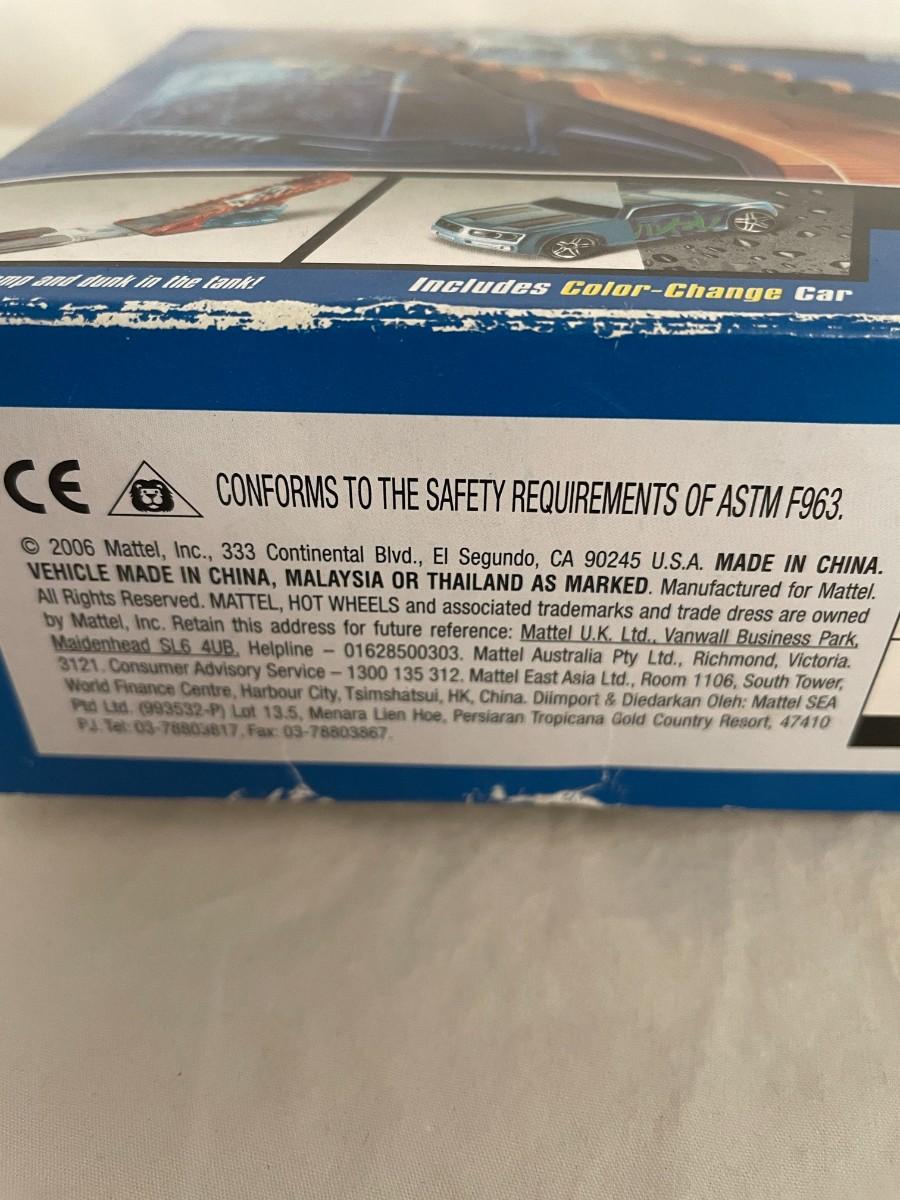 mp and dunk in the tank!
Includes Color-Change Car
CE
CONFORMS TO THE SAFETY REQUIREMENTS OF ASTM F963.
© 2006 Mattel, Inc., 333 Continental Blvd., El Segundo, CA 90245 U.S.A. MADE IN CHINA.
VEHICLE MADE IN CHINA, MALAYSIA OR THAILAND AS MARKED. Manufactured for Mattel.
All Rights Reserved. MATTEL, HOT WHEELS and associated trademarks and trade dress are owned
by Mattel, Inc. Retain this address for future reference: Mattel U.K. Ltd., Vanwall Business Park,
Maidenhead SL6 4UB. Helpline – 01628500303. Mattel Australia Pty Ltd., Richmond, Victoria.
3121. Consumer Advisory Service – 1300 135 312. Mattel East Asia Ltd., Room 1106, South Tower,
World Finance Centre, Harbour City, Tsimshatsui, HK, China. Diimport & Diedarkan Oleh: Mattel SEA
Ptd Ltd. (993532-P) Lot 13.5, Menara Lien Hoe, Persiaran Tropicana Gold Country Resort, 47410
PJ. Tel: 03-78803817, Fax: 03-78803867.